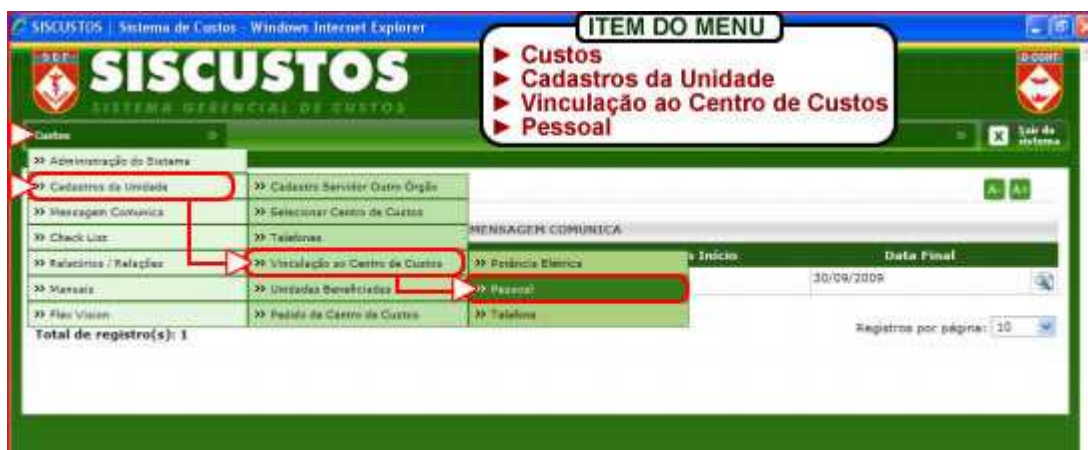 SISCUSTOS | Sistema de Custos - Windows Internet Explorer
ITEM DO MENU
► Custos
► Cadastros da Unidade
► Vinculação ao Centro de Custos
► Pessoal
SEF
SISCUSTOS
SISTEMA GERENCIAL DE CUSTOS
D CONT
Custos »
» X Sair do sistema
» Administração do Sistema
A- A+
» Cadastros da Unidade
» Cadastro Servidor Outro Órgão
» Mensagem Comunica
» Selecionar Centro de Custos
MENSAGEM COMUNICA
» Check List
» Telefones
Início
Data Final
» Relatórios / Relações
» Vinculação ao Centro de Custos
» Potência Elétrica
30/09/2009
» Manuais
» Unidades Beneficiadas
» Pessoal
» Flex Vision
» Pedido de Centro de Custos
» Telefone
Total de registro(s): 1
Registros por página: 10